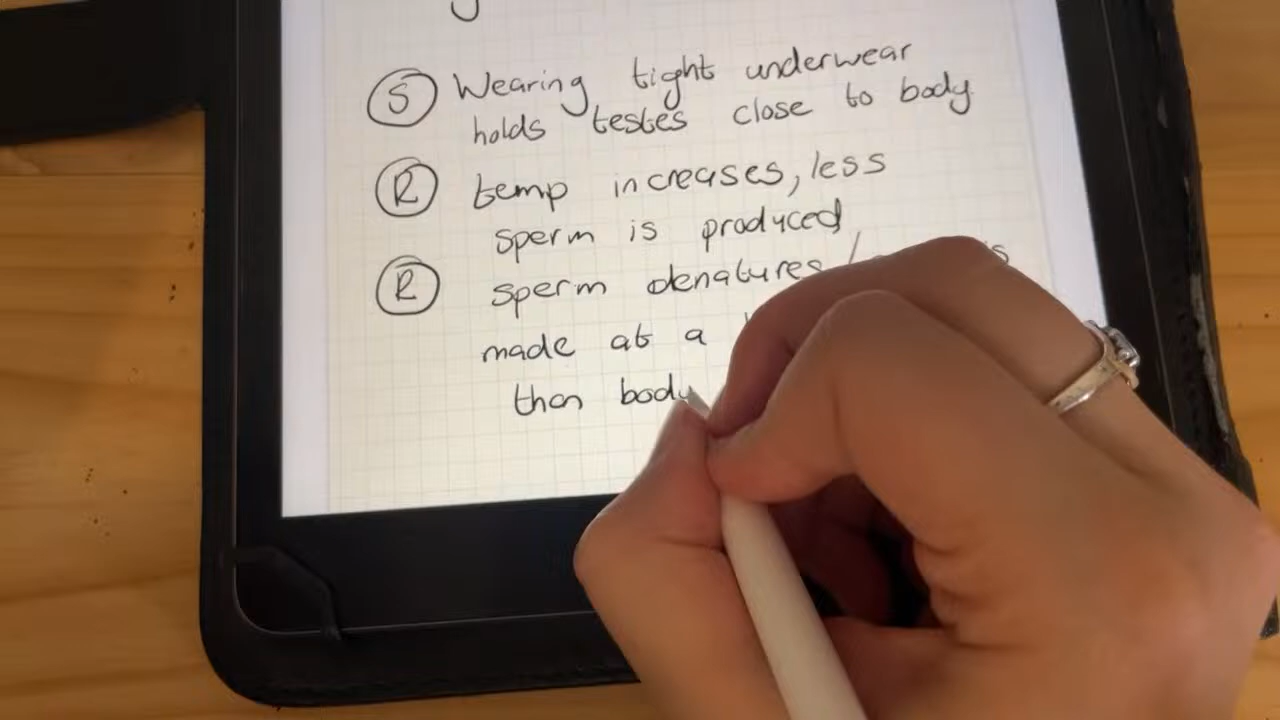 Ⓢ Wearing tight underwear
holds testes close to body
Ⓡ temp increases, less
sperm is produced
Ⓡ sperm denatures /
made at a
than body